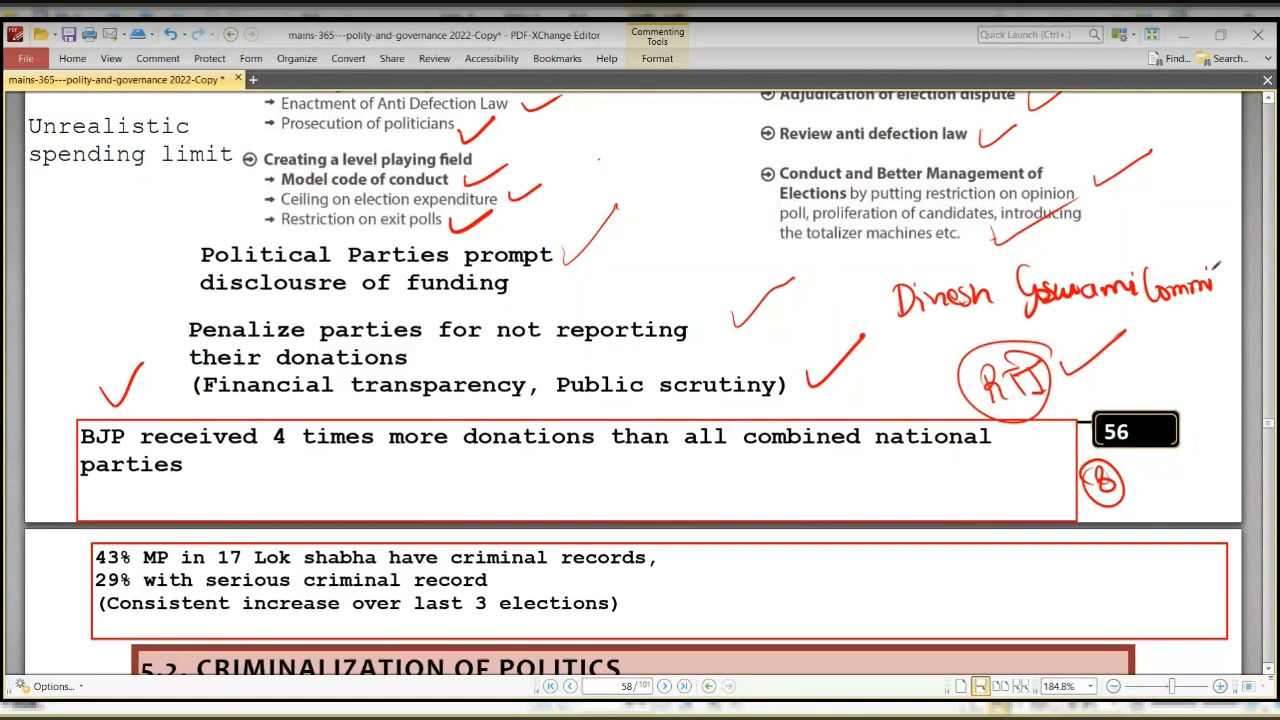 mains-365---polity-and-governance 2022-Copy* - PDF-XChange Editor
Commenting Tools
Quick Launch (Ctrl+.)
File Home View Comment Protect Form Organize Convert Share Review Accessibility Bookmarks Help Format
Find... Search...
mains-365---polity-and-governance 2022-Copy *
Enactment of Anti Defection Law
Prosecution of politicians
Unrealistic
spending limit
Creating a level playing field
Model code of conduct
Ceiling on election expenditure
Restriction on exit polls
Adjudication of election dispute
Review anti defection law
Conduct and Better Management of
Elections by putting restriction on opinion
poll, proliferation of candidates, introducing
the totalizer machines etc.
Political Parties prompt
disclousre of funding
Dinesh Goswami Commi
Penalize parties for not reporting
their donations
(Financial transparency, Public scrutiny)
RTI
BJP received 4 times more donations than all combined national
parties
56
43% MP in 17 Lok shabha have criminal records,
29% with serious criminal record
(Consistent increase over last 3 elections)
5.2. CRIMINALIZATION OF POLITICS
Options...
58 / 101
184.8%